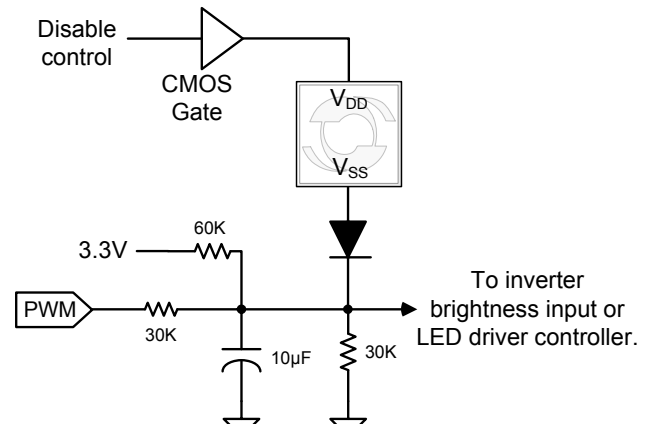 Disable
control
CMOS
Gate
V_DD
V_SS
60K
3.3V
PWM
30K
10µF
30K
To inverter
brightness input or
LED driver controller.